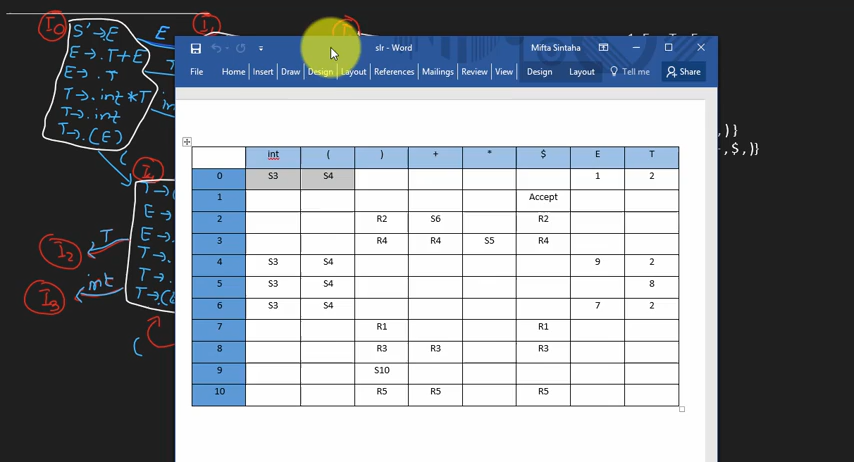 I0
S' → .E
E → .T+E
E → .T
T → .int *T
T → .int
T → .(E)
E
I1
(
I4
T
I2
int
I3
(
slr - Word
Mifta Sintaha
File Home Insert Draw Design Layout References Mailings Review View Design Layout Tell me Share
int ( ) + * $ E T
0 S3 S4 1 2
1 Accept
2 R2 S6 R2
3 R4 R4 S5 R4
4 S3 S4 9 2
5 S3 S4 8
6 S3 S4 7 2
7 R1 R1
8 R3 R3 R3
9 S10
10 R5 R5 R5
,)}
,$,)}